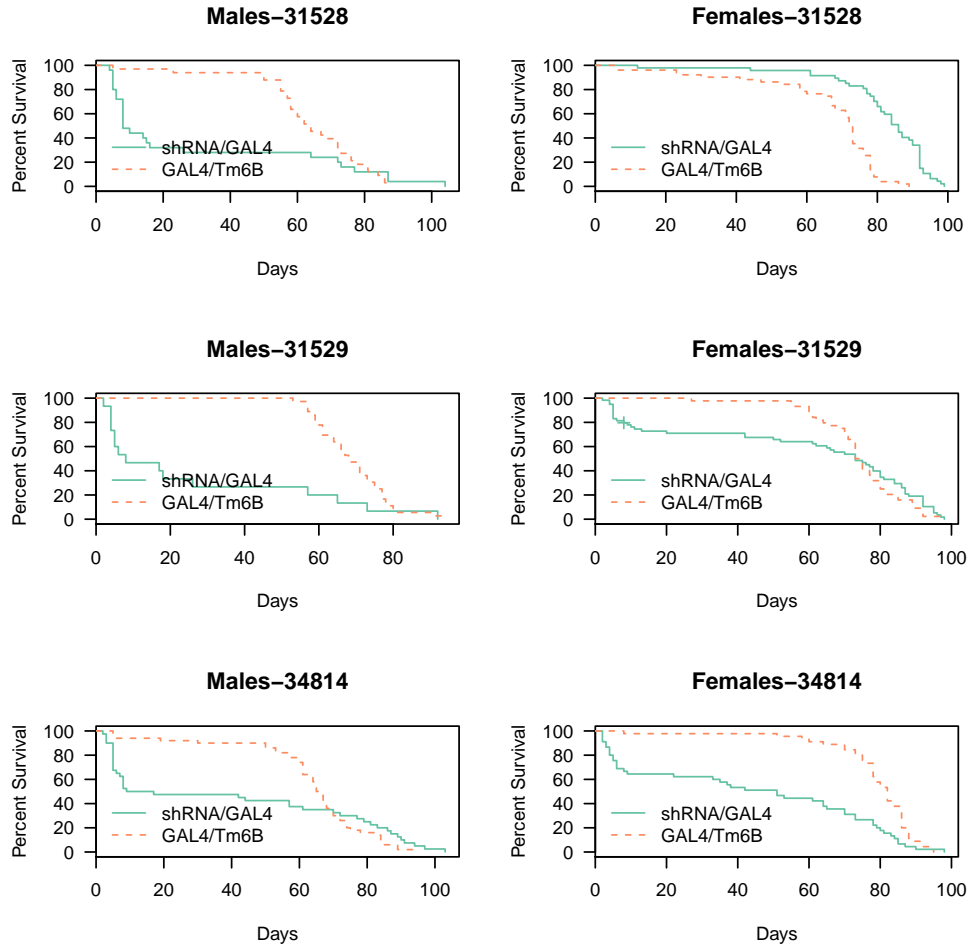 Males−31528
Percent Survival
100
80
60
40
20
0
shRNA/GAL4
GAL4/Tm6B
0 20 40 60 80 100
Days
Females−31528
Percent Survival
100
80
60
40
20
0
shRNA/GAL4
GAL4/Tm6B
0 20 40 60 80 100
Days
Males−31529
Percent Survival
100
80
60
40
20
0
shRNA/GAL4
GAL4/Tm6B
0 20 40 60 80
Days
Females−31529
Percent Survival
100
80
60
40
20
0
shRNA/GAL4
GAL4/Tm6B
0 20 40 60 80 100
Days
Males−34814
Percent Survival
100
80
60
40
20
0
shRNA/GAL4
GAL4/Tm6B
0 20 40 60 80 100
Days
Females−34814
Percent Survival
100
80
60
40
20
0
shRNA/GAL4
GAL4/Tm6B
0 20 40 60 80 100
Days